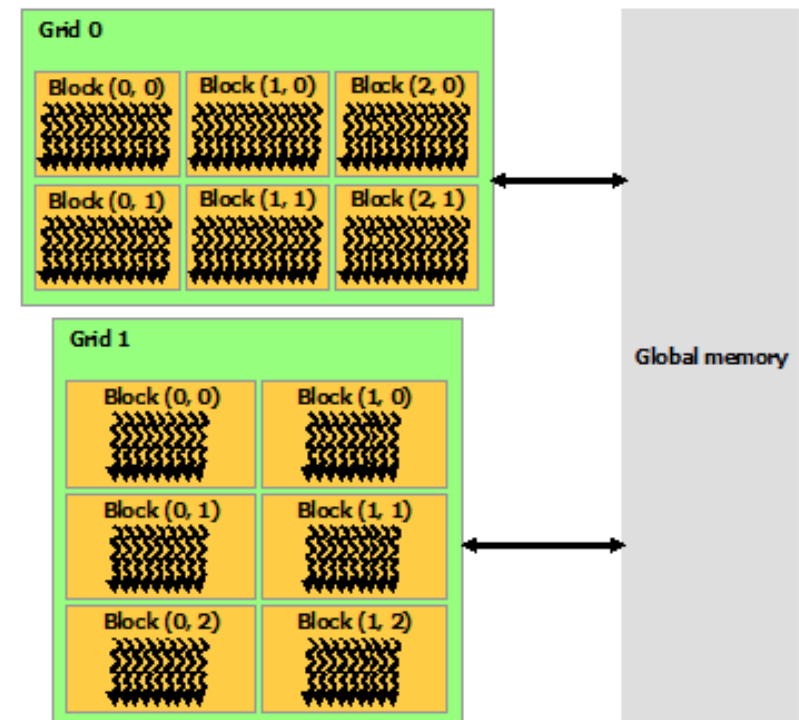 Grid 0
Block (0, 0) Block (1, 0) Block (2, 0)
Block (0, 1) Block (1, 1) Block (2, 1)
Grid 1
Global memory
Block (0, 0) Block (1, 0)
Block (0, 1) Block (1, 1)
Block (0, 2) Block (1, 2)